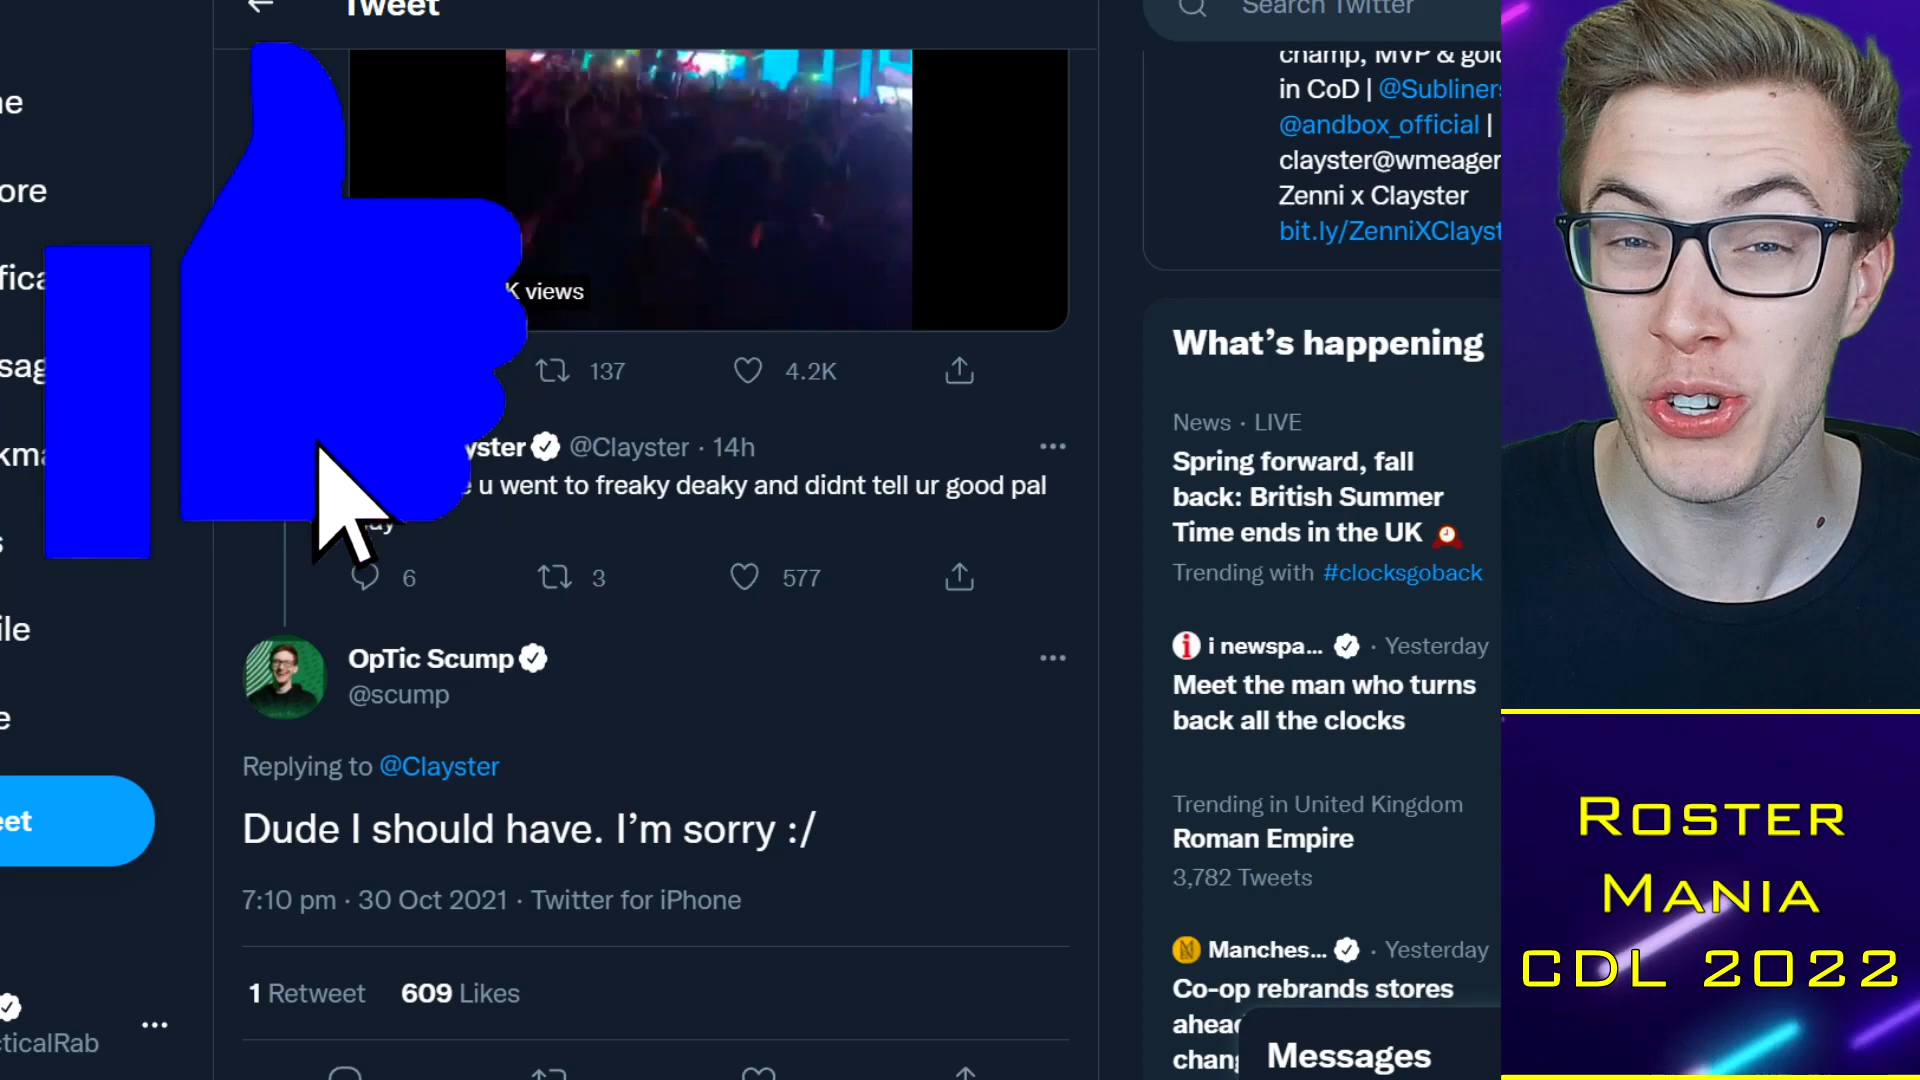 Tweet
Search Twitter
champ, MVP & gold
in CoD | @Subliners
@andbox_official |
clayster@wmeager
Zenni x Clayster
bit.ly/ZenniXClayst
K views
137
4.2K
What's happening
News · LIVE
Spring forward, fall
back: British Summer
Time ends in the UK
Trending with #clocksgoback
yster @Clayster · 14h
u went to freaky deaky and didnt tell ur good pal
6
3
577
OpTic Scump
@scump
i newspa... · Yesterday
Meet the man who turns
back all the clocks
Replying to @Clayster
Dude I should have. I'm sorry :/
7:10 pm · 30 Oct 2021 · Twitter for iPhone
1 Retweet 609 Likes
Trending in United Kingdom
Roman Empire
3,782 Tweets
Manches... · Yesterday
Co-op rebrands stores
ahead
chang
Messages
eet
cticalRab
ROSTER
MANIA
CDL 2022